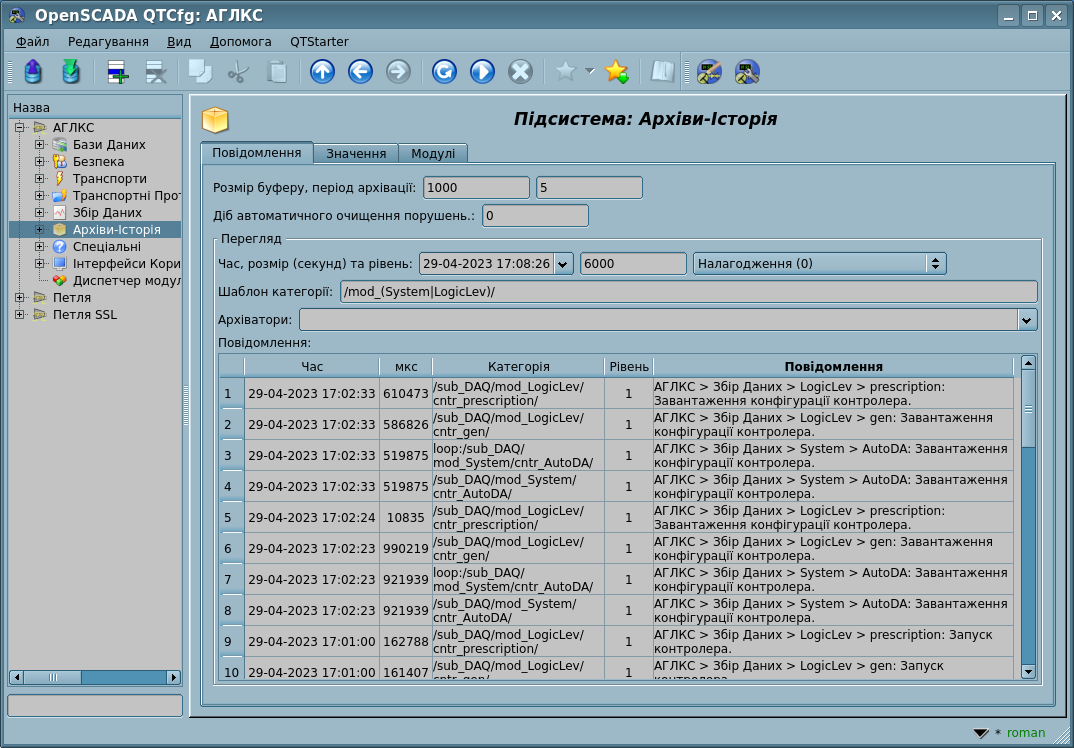 OpenSCADA QTCfg: АГЛКС
Файл Редагування Вид Допомога QTStarter
Назва
АГЛКС
Бази Даних
Безпека
Транспорти
Транспортні Про
Збір Даних
Архіви-Історія
Спеціальні
Інтерфейси Кори
Диспетчер модул
Петля
Петля SSL
Підсистема: Архіви-Історія
Повідомлення Значення Модулі
Розмір буферу, період архівації: 1000 5
Діб автоматичного очищення порушень.: 0
Перегляд
Час, розмір (секунд) та рівень: 29-04-2023 17:08:26 6000 Налагодження (0)
Шаблон категорії: /mod_(System|LogicLev)/
Архіватори:
Повідомлення:
Час мкс Категорія Рівень Повідомлення
1 29-04-2023 17:02:33 610473 /sub_DAQ/mod_LogicLev/ 1 АГЛКС > Збір Даних > LogicLev > prescription:
cntr_prescription/ Завантаження конфігурації контролера.
2 29-04-2023 17:02:33 586826 /sub_DAQ/mod_LogicLev/ 1 АГЛКС > Збір Даних > LogicLev > gen: Завантаження
cntr_gen/ конфігурації контролера.
3 29-04-2023 17:02:33 519875 loop:/sub_DAQ/ 1 АГЛКС > Збір Даних > System > AutoDA: Завантаження
mod_System/cntr_AutoDA/ конфігурації контролера.
4 29-04-2023 17:02:33 519875 /sub_DAQ/mod_System/ 1 АГЛКС > Збір Даних > System > AutoDA: Завантаження
cntr_AutoDA/ конфігурації контролера.
5 29-04-2023 17:02:24 10835 /sub_DAQ/mod_LogicLev/ 1 АГЛКС > Збір Даних > LogicLev > prescription:
cntr_prescription/ Завантаження конфігурації контролера.
6 29-04-2023 17:02:23 990219 /sub_DAQ/mod_LogicLev/ 1 АГЛКС > Збір Даних > LogicLev > gen: Завантаження
cntr_gen/ конфігурації контролера.
7 29-04-2023 17:02:23 921939 loop:/sub_DAQ/ 1 АГЛКС > Збір Даних > System > AutoDA: Завантаження
mod_System/cntr_AutoDA/ конфігурації контролера.
8 29-04-2023 17:02:23 921939 /sub_DAQ/mod_System/ 1 АГЛКС > Збір Даних > System > AutoDA: Завантаження
cntr_AutoDA/ конфігурації контролера.
9 29-04-2023 17:01:00 162788 /sub_DAQ/mod_LogicLev/ 1 АГЛКС > Збір Даних > LogicLev > prescription: Запуск
cntr_prescription/ контролера.
10 29-04-2023 17:01:00 161407 /sub_DAQ/mod_LogicLev/ 1 АГЛКС > Збір Даних > LogicLev > gen: Запуск
* roman